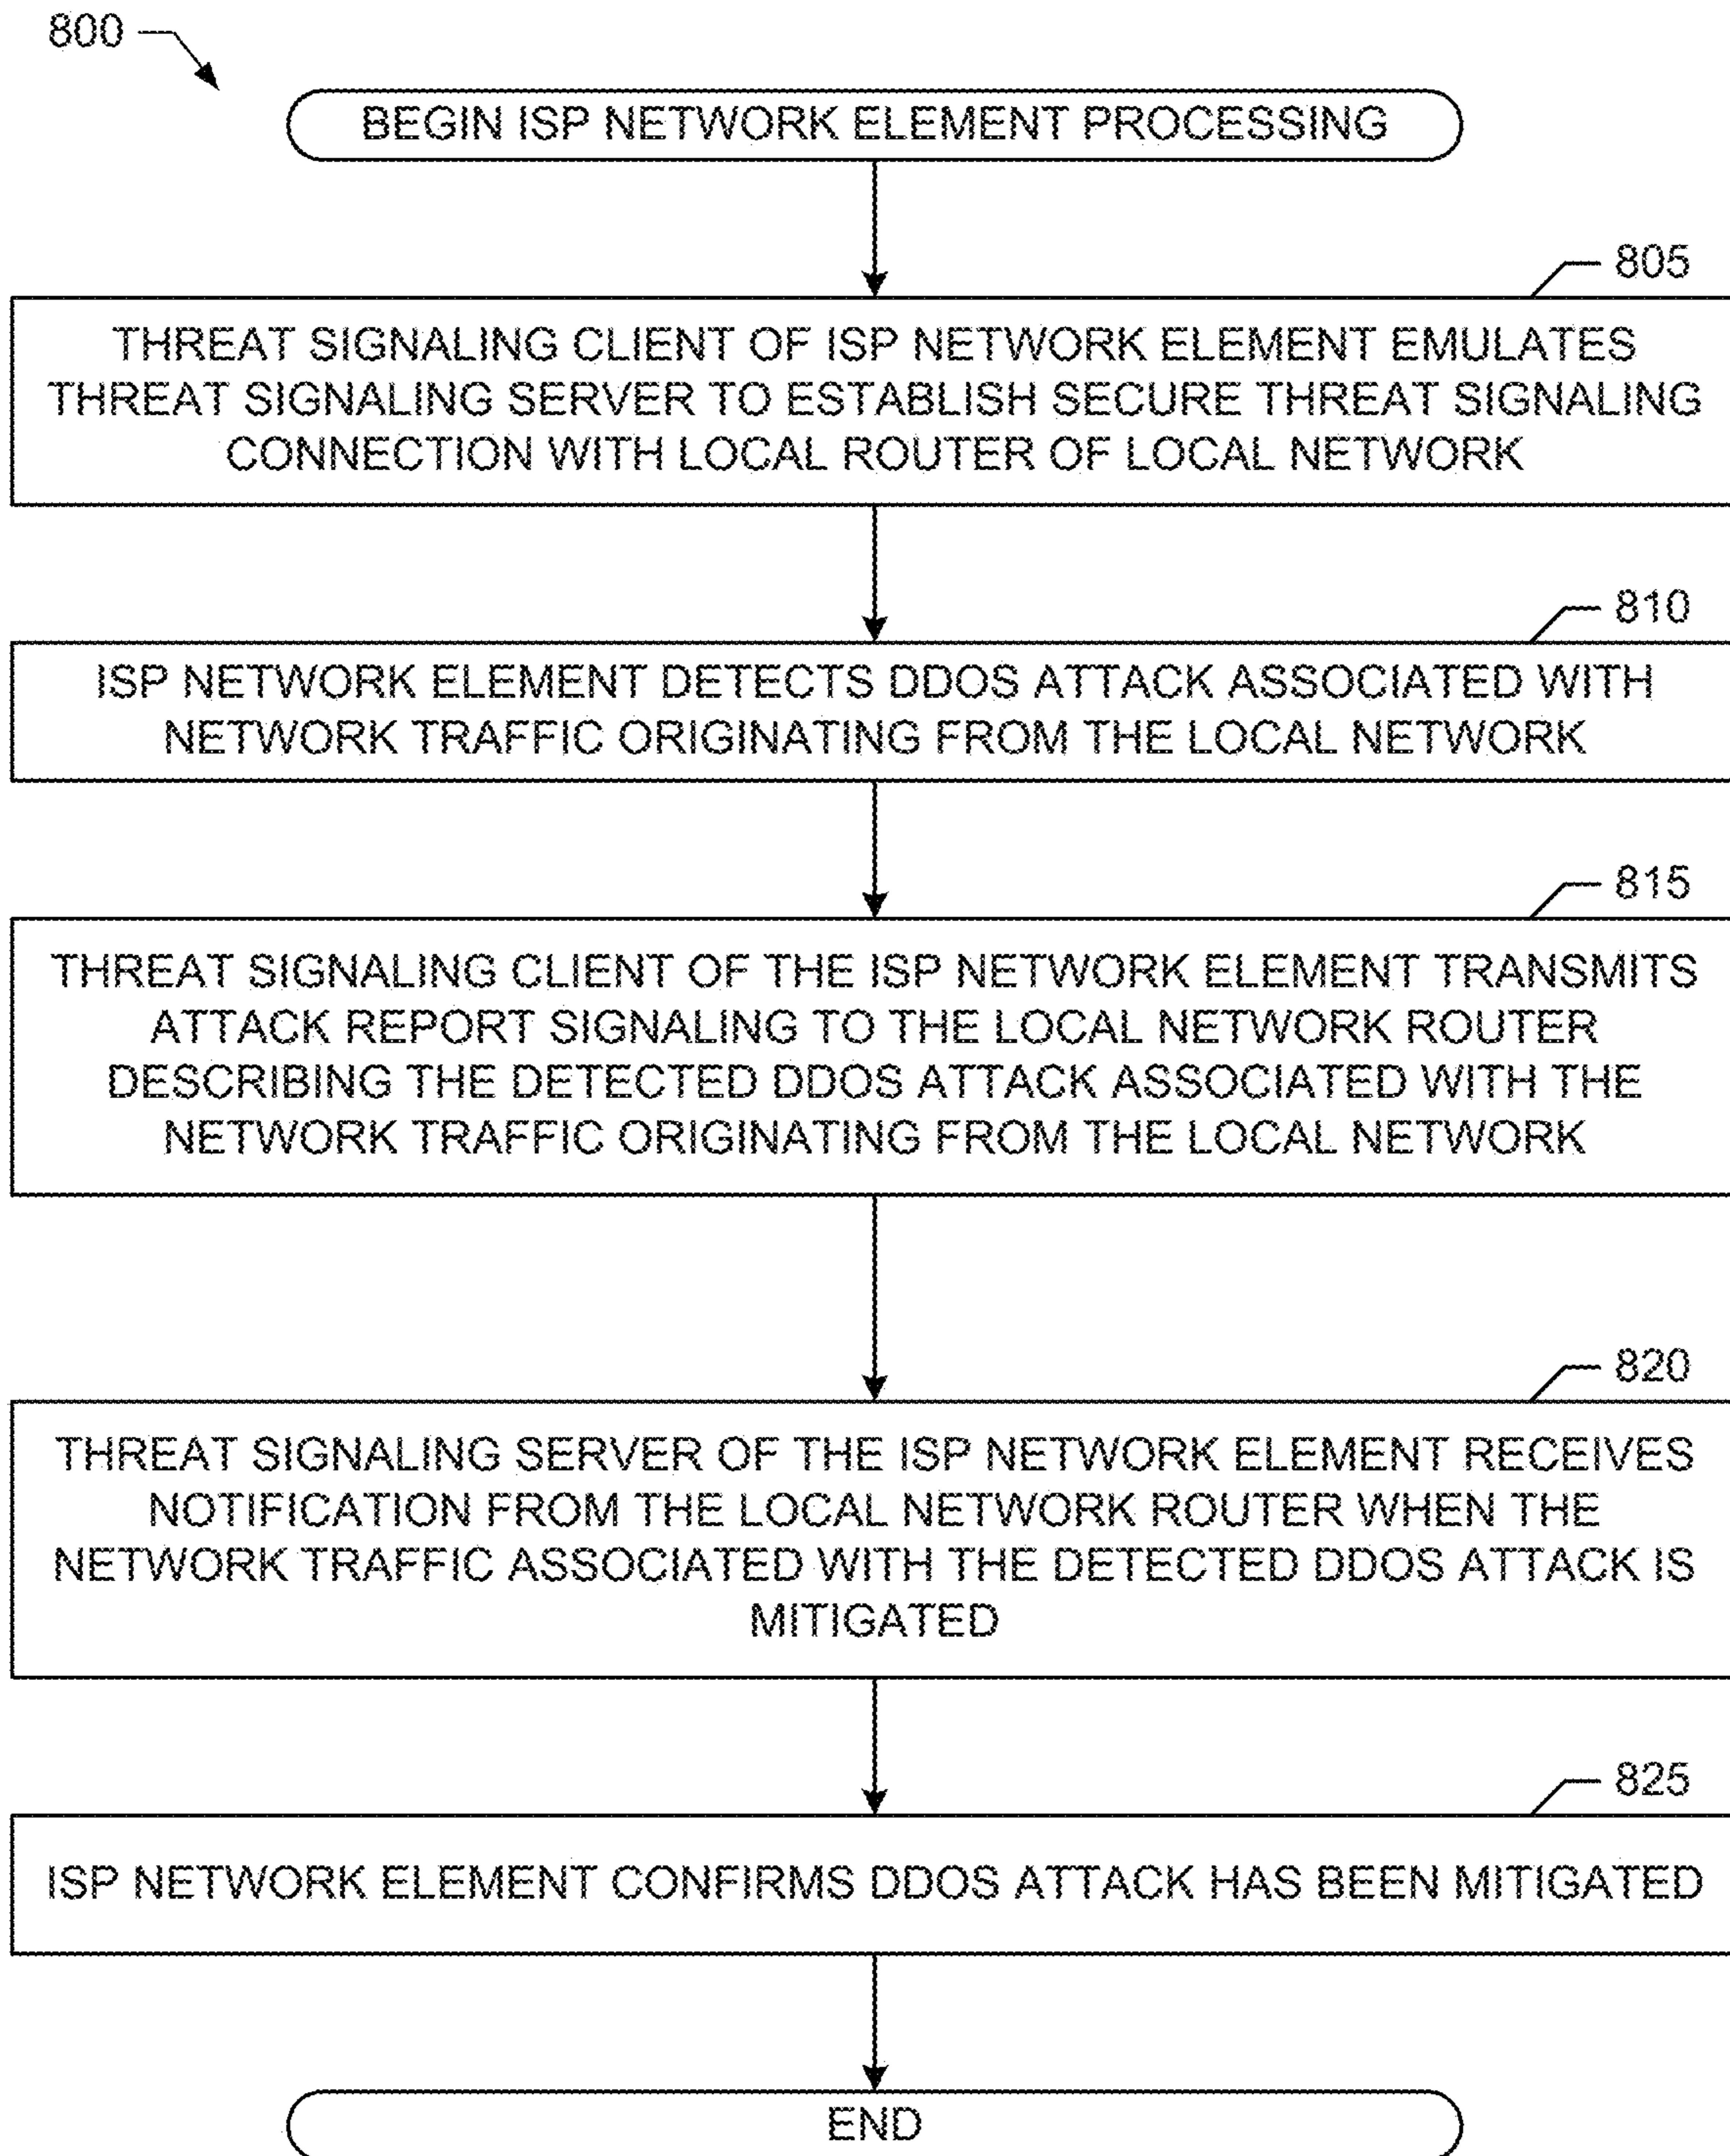 800
BEGIN ISP NETWORK ELEMENT PROCESSING
805
THREAT SIGNALING CLIENT OF ISP NETWORK ELEMENT EMULATES
THREAT SIGNALING SERVER TO ESTABLISH SECURE THREAT SIGNALING
CONNECTION WITH LOCAL ROUTER OF LOCAL NETWORK
810
ISP NETWORK ELEMENT DETECTS DDOS ATTACK ASSOCIATED WITH
NETWORK TRAFFIC ORIGINATING FROM THE LOCAL NETWORK
815
THREAT SIGNALING CLIENT OF THE ISP NETWORK ELEMENT TRANSMITS
ATTACK REPORT SIGNALING TO THE LOCAL NETWORK ROUTER
DESCRIBING THE DETECTED DDOS ATTACK ASSOCIATED WITH THE
NETWORK TRAFFIC ORIGINATING FROM THE LOCAL NETWORK
820
THREAT SIGNALING SERVER OF THE ISP NETWORK ELEMENT RECEIVES
NOTIFICATION FROM THE LOCAL NETWORK ROUTER WHEN THE
NETWORK TRAFFIC ASSOCIATED WITH THE DETECTED DDOS ATTACK IS
MITIGATED
825
ISP NETWORK ELEMENT CONFIRMS DDOS ATTACK HAS BEEN MITIGATED
END